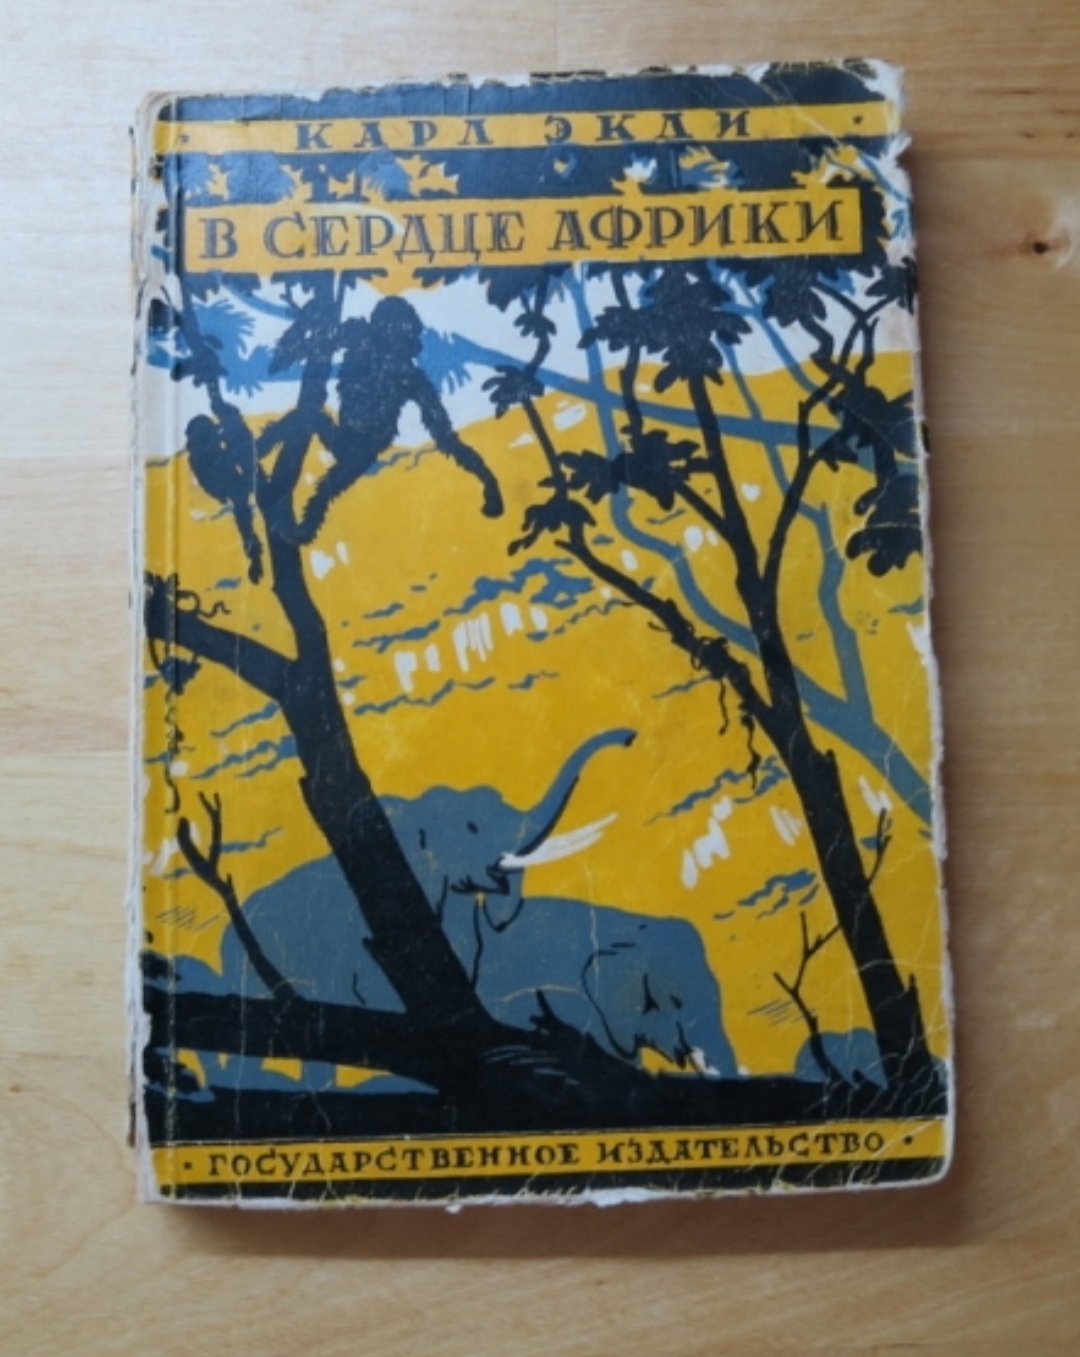 КАРЛ ЭКЛИ
В СЕРДЦЕ АФРИКИ
ГОСУДАРСТВЕННОЕ ИЗДАТЕЛЬСТВО